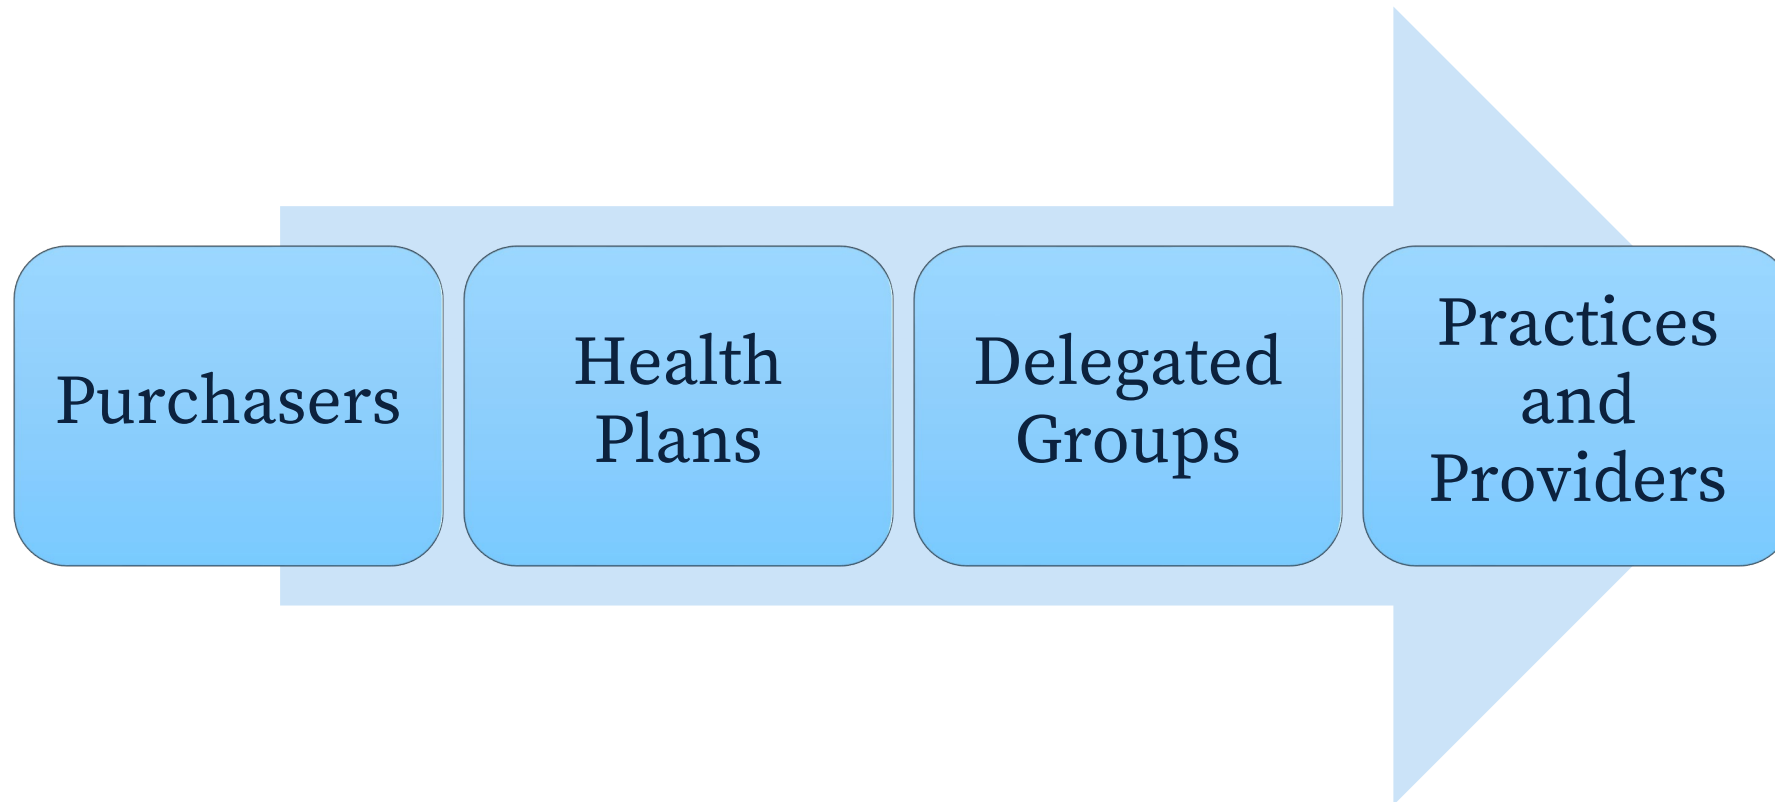 Purchasers
Health
Plans
Delegated
Groups
Practices
and
Providers